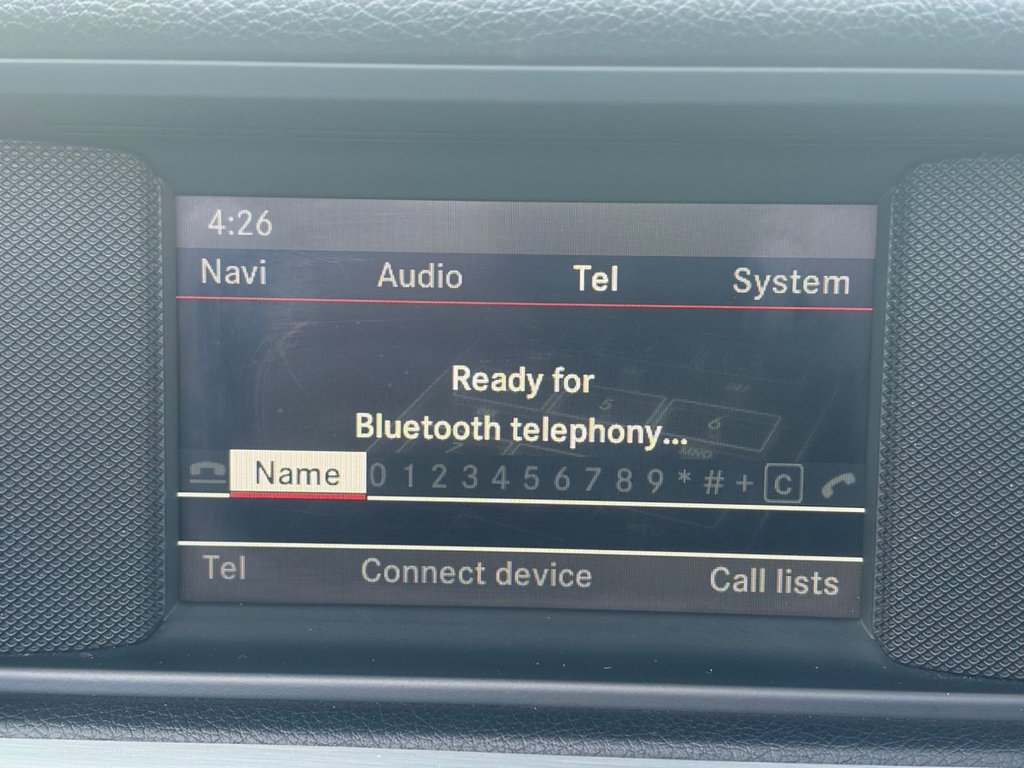 4:26
Navi Audio Tel System
Ready for
Bluetooth telephony...
Name 0 1 2 3 4 5 6 7 8 9 * # + C
Tel Connect device Call lists